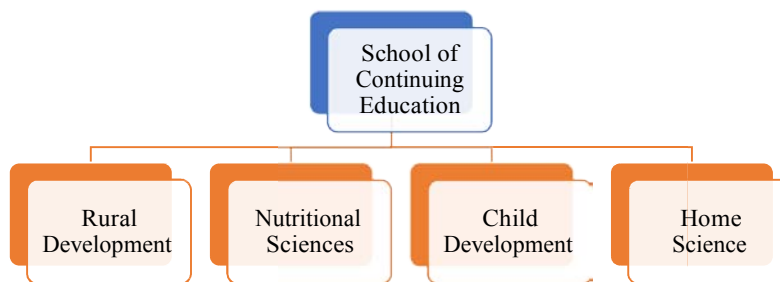 School of
Continuing
Education
Rural
Development
Nutritional
Sciences
Child
Development
Home
Science